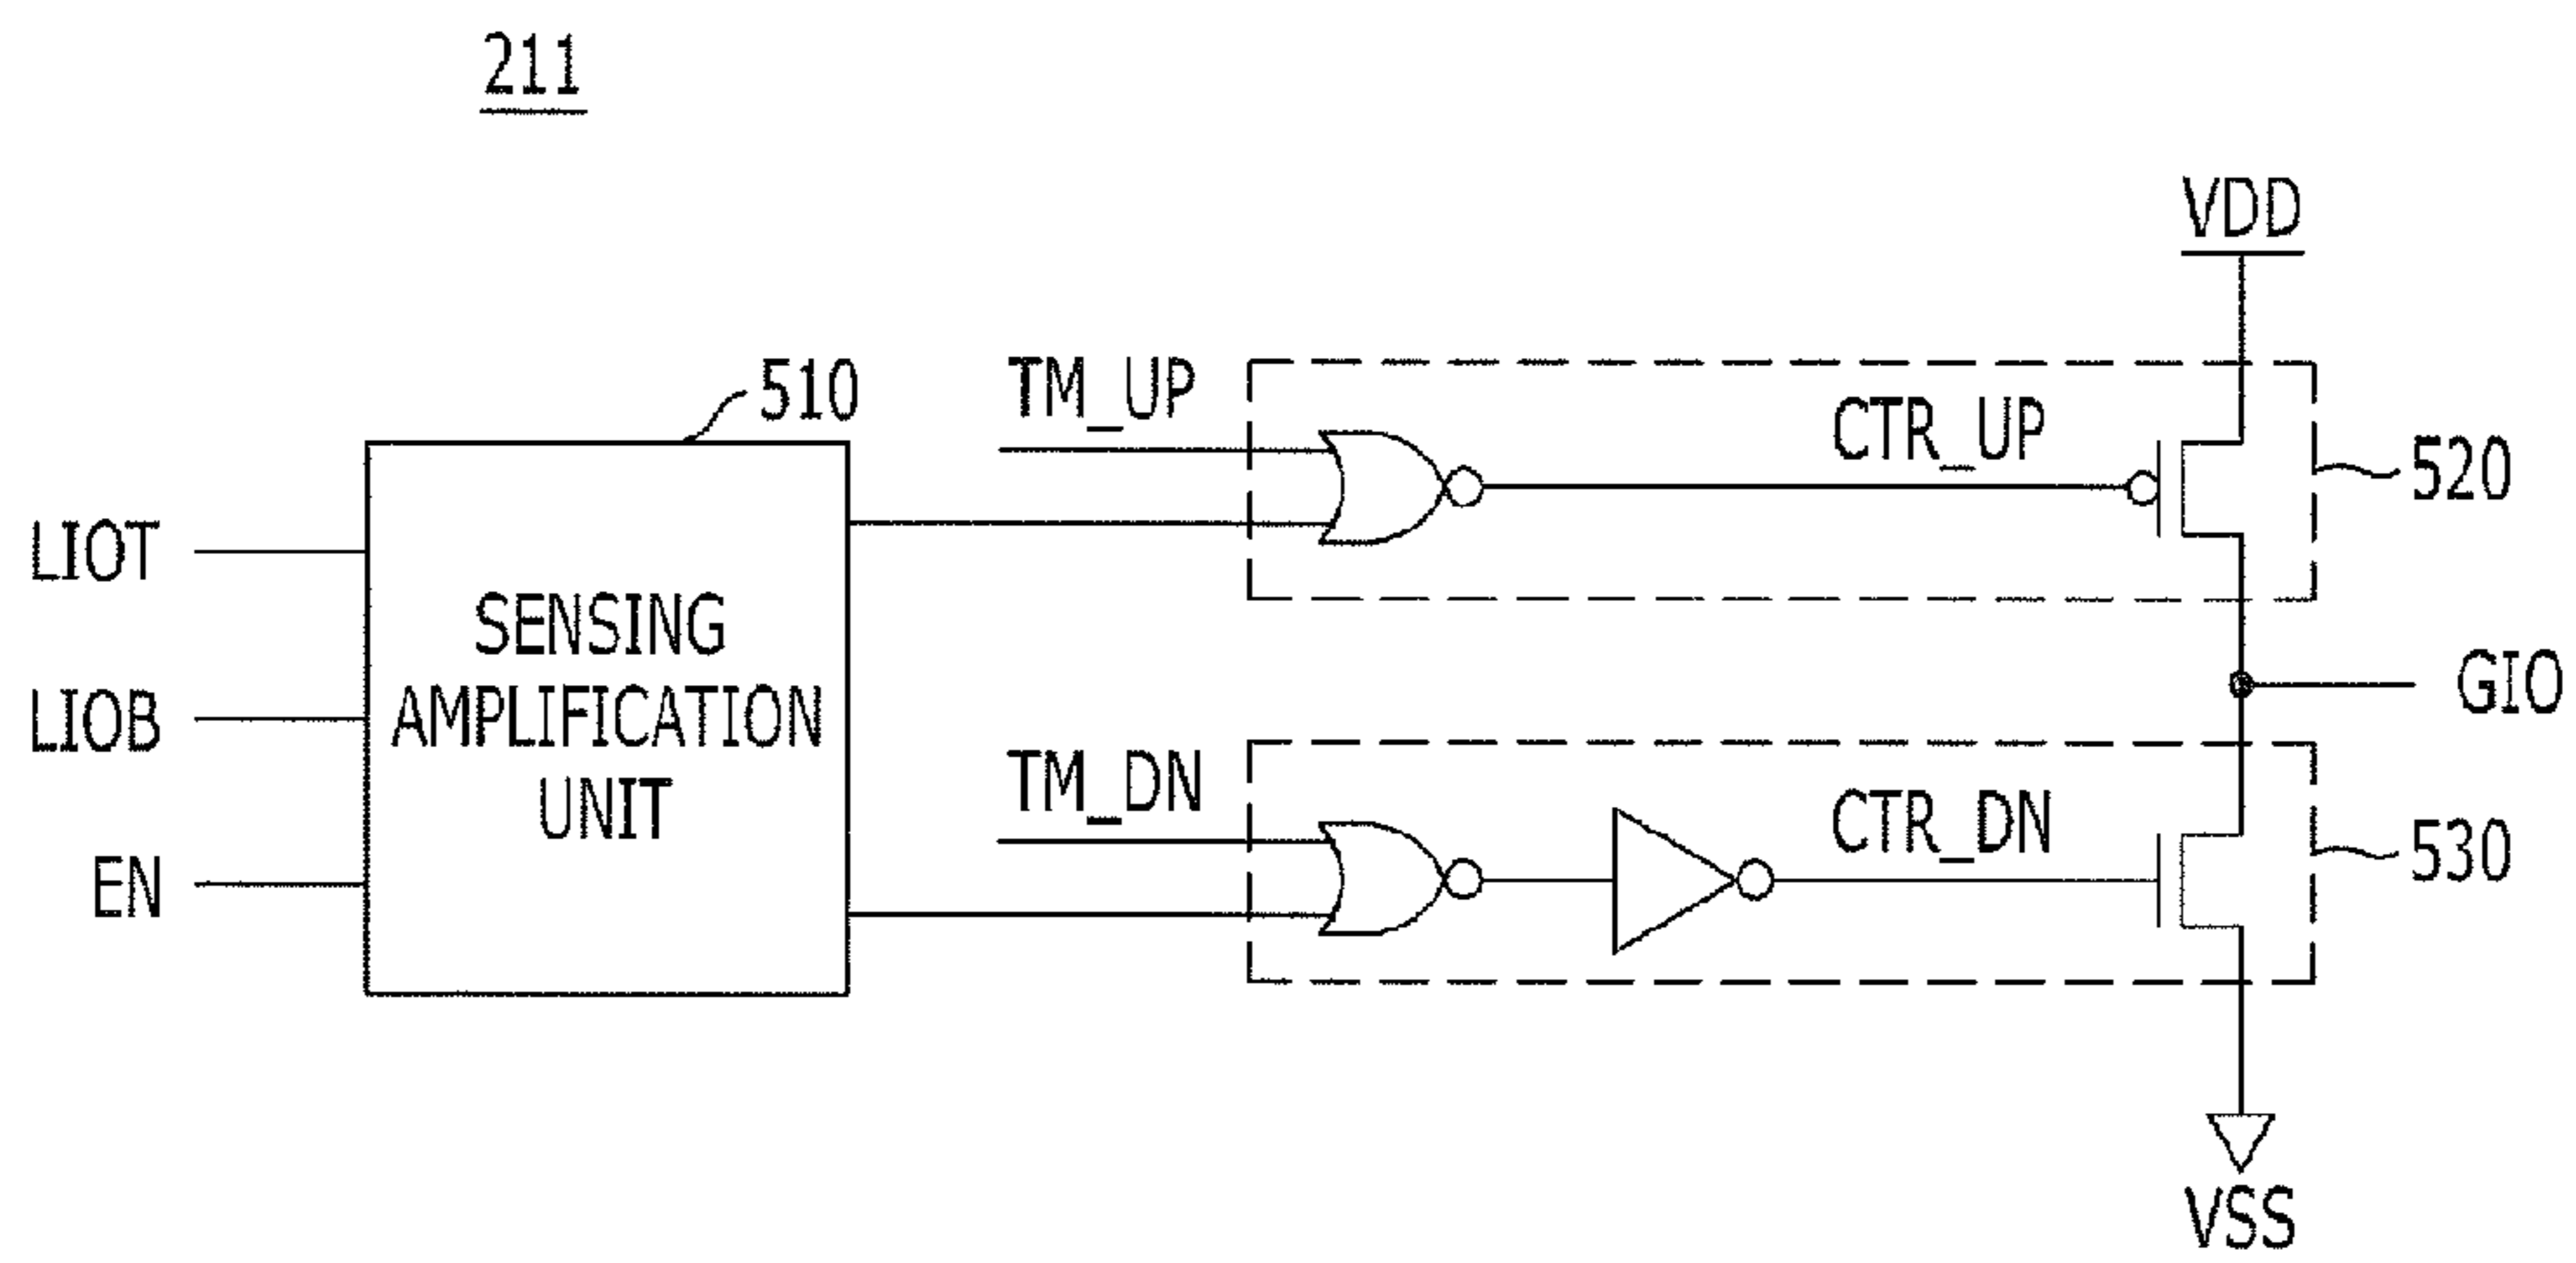 211
VDD
510
TM_UP
CTR_UP
520
LIOT
SENSING
AMPLIFICATION
UNIT
LIOB
GIO
TM_DN
CTR_DN
530
EN
VSS